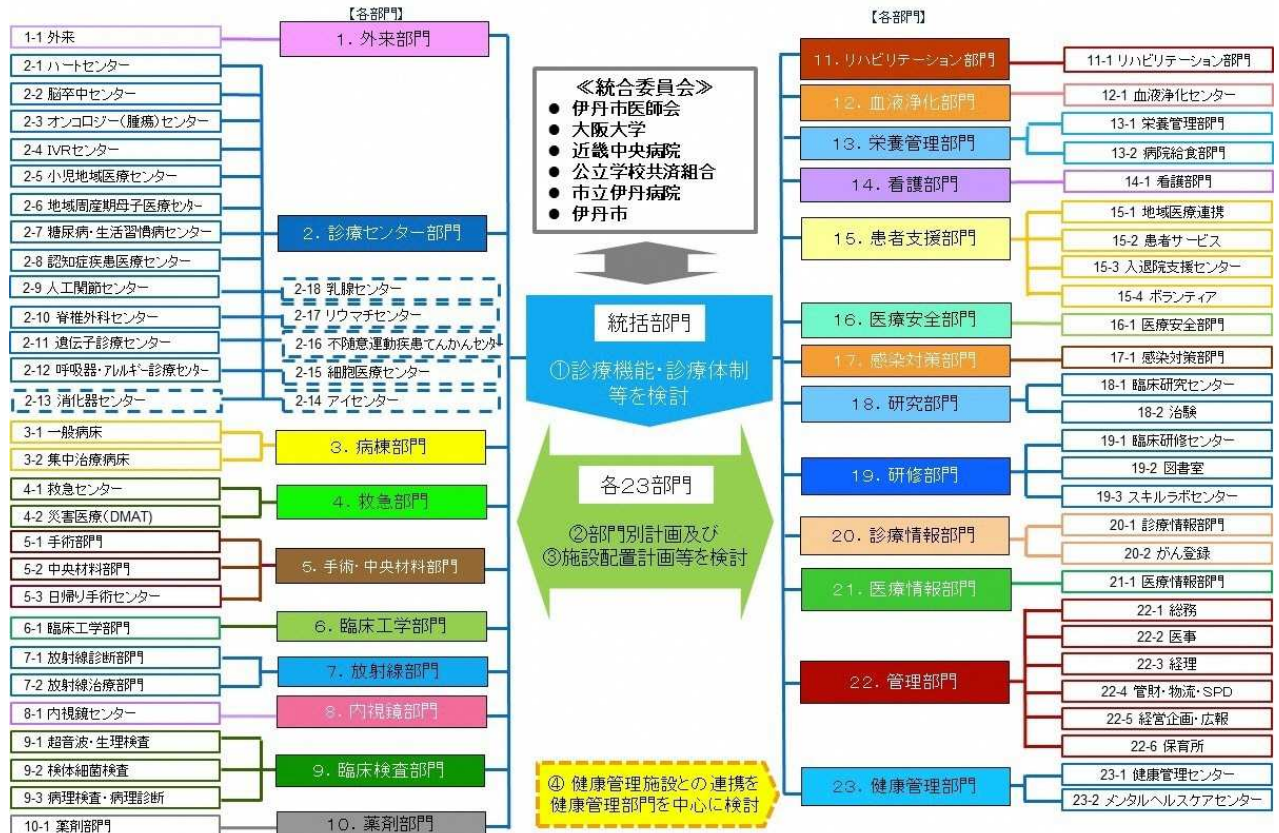 【各部門】
1-1 外来
1. 外来部門
2-1 ハートセンター
2-2 脳卒中センター
2-3 オンコロジー(腫瘍)センター
2-4 IVRセンター
2-5 小児地域医療センター
2-6 地域周産期母子医療センター
2-7 糖尿病・生活習慣病センター
2-8 認知症疾患医療センター
2-9 人工関節センター
2-10 脊椎外科センター
2-11 遺伝子診療センター
2-12 呼吸器・アレルギー診療センター
2-13 消化器センター
2. 診療センター部門
2-18 乳腺センター
2-17 リウマチセンター
2-16 不随意運動疾患てんかんセンタ
2-15 細胞医療センター
2-14 アイセンター
3-1 一般病床
3-2 集中治療病床
3. 病棟部門
4-1 救急センター
4-2 災害医療(DMAT)
4. 救急部門
5-1 手術部門
5-2 中央材料部門
5-3 日帰り手術センター
5. 手術・中央材料部門
6-1 臨床工学部門
6. 臨床工学部門
7-1 放射線診断部門
7-2 放射線治療部門
7. 放射線部門
8-1 内視鏡センター
8. 内視鏡部門
9-1 超音波・生理検査
9-2 検体細菌検査
9-3 病理検査・病理診断
9. 臨床検査部門
10-1 薬剤部門
10. 薬剤部門
≪統合委員会≫
● 伊丹市医師会
● 大阪大学
● 近畿中央病院
● 公立学校共済組合
● 市立伊丹病院
● 伊丹市
統括部門
①診療機能・診療体制
等を検討
各23部門
②部門別計画及び
③施設配置計画等を検討
④ 健康管理施設との連携を
健康管理部門を中心に検討
【各部門】
11. リハビリテーション部門
11-1 リハビリテーション部門
12. 血液浄化部門
12-1 血液浄化センター
13. 栄養管理部門
13-1 栄養管理部門
13-2 病院給食部門
14. 看護部門
14-1 看護部門
15. 患者支援部門
15-1 地域医療連携
15-2 患者サービス
15-3 入退院支援センター
15-4 ボランティア
16. 医療安全部門
16-1 医療安全部門
17. 感染対策部門
17-1 感染対策部門
18. 研究部門
18-1 臨床研究センター
18-2 治験
19. 研修部門
19-1 臨床研修センター
19-2 図書室
19-3 スキルラボセンター
20. 診療情報部門
20-1 診療情報部門
20-2 がん登録
21. 医療情報部門
21-1 医療情報部門
22. 管理部門
22-1 総務
22-2 医事
22-3 経理
22-4 管財・物流・SPD
22-5 経営企画・広報
22-6 保育所
23. 健康管理部門
23-1 健康管理センター
23-2 メンタルヘルスケアセンター